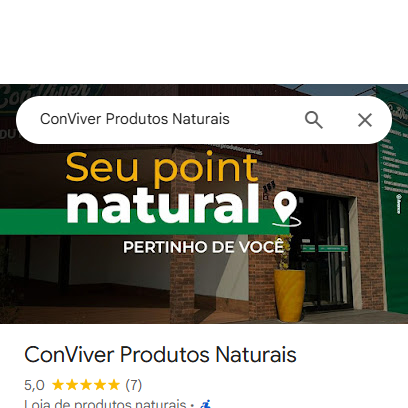 ConViver Produtos Naturais
Seu point
natural
PERTINHO DE VOCÊ
ConViver Produtos Naturais
5,0 (7)
Loja de produtos naturais ·